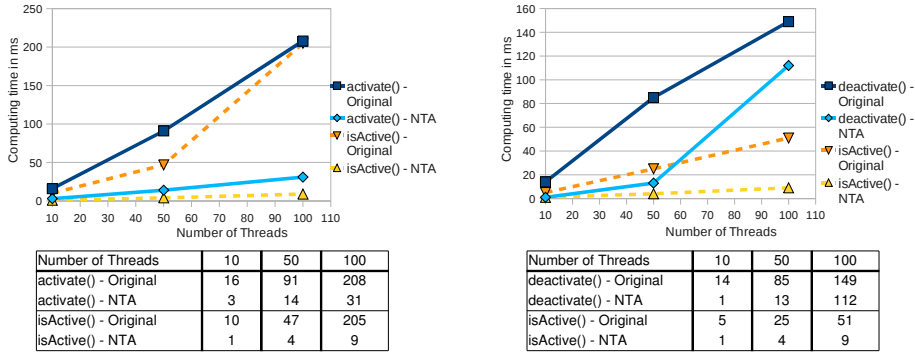 Computing time in ms
250
200
150
100
50
0
10 20 30 40 50 60 70 80 90 100 110
Number of Threads
activate() -
Original
activate() - NTA
isActive() -
Original
isActive() - NTA
Number of Threads 10 50 100
activate() - Original 16 91 208
activate() - NTA 3 14 31
isActive() - Original 10 47 205
isActive() - NTA 1 4 9
Computing time in ms
160
140
120
100
80
60
40
20
0
10 20 30 40 50 60 70 80 90 100 110
Number of Threads
deactivate() -
Original
deactivate() -
NTA
isActive() -
Original
isActive() -
NTA
Number of Threads 10 50 100
deactivate() - Original 14 85 149
deactivate() - NTA 1 13 112
isActive() - Original 5 25 51
isActive() - NTA 1 4 9